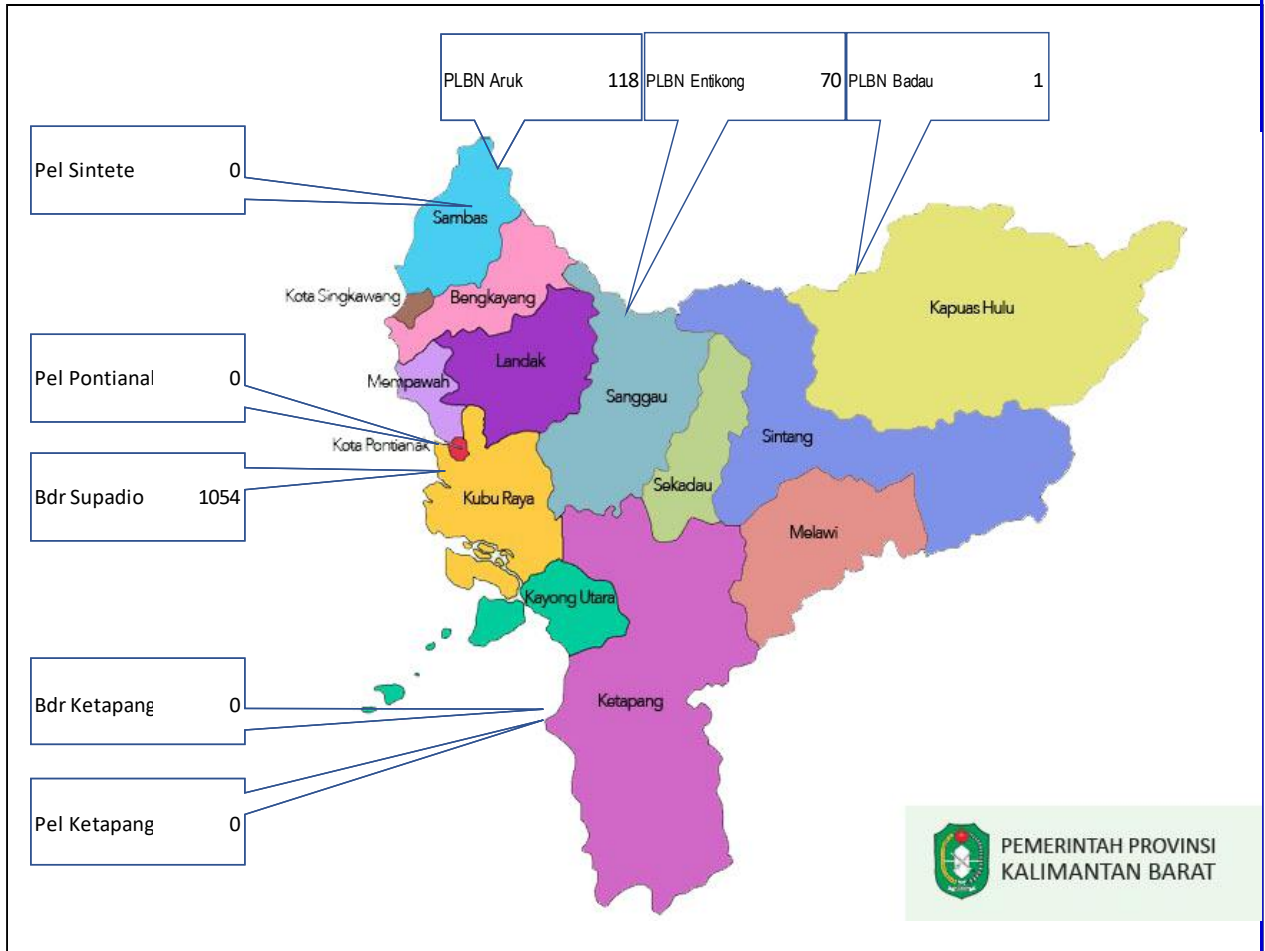 PLBN Aruk 118
PLBN Entikong 70
PLBN Badau 1
Pel Sintete 0
Sambas
Kota Singkawang
Bengkayang
Kapuas Hulu
Pel Pontianal 0
Mempawah
Landak
Sanggau
Kota Pontianak
Sintang
Bdr Supadio 1054
Kubu Raya
Sekadau
Melawi
Kayong Utara
Bdr Ketapang 0
Ketapang
Pel Ketapang 0
PEMERINTAH PROVINSI
KALIMANTAN BARAT